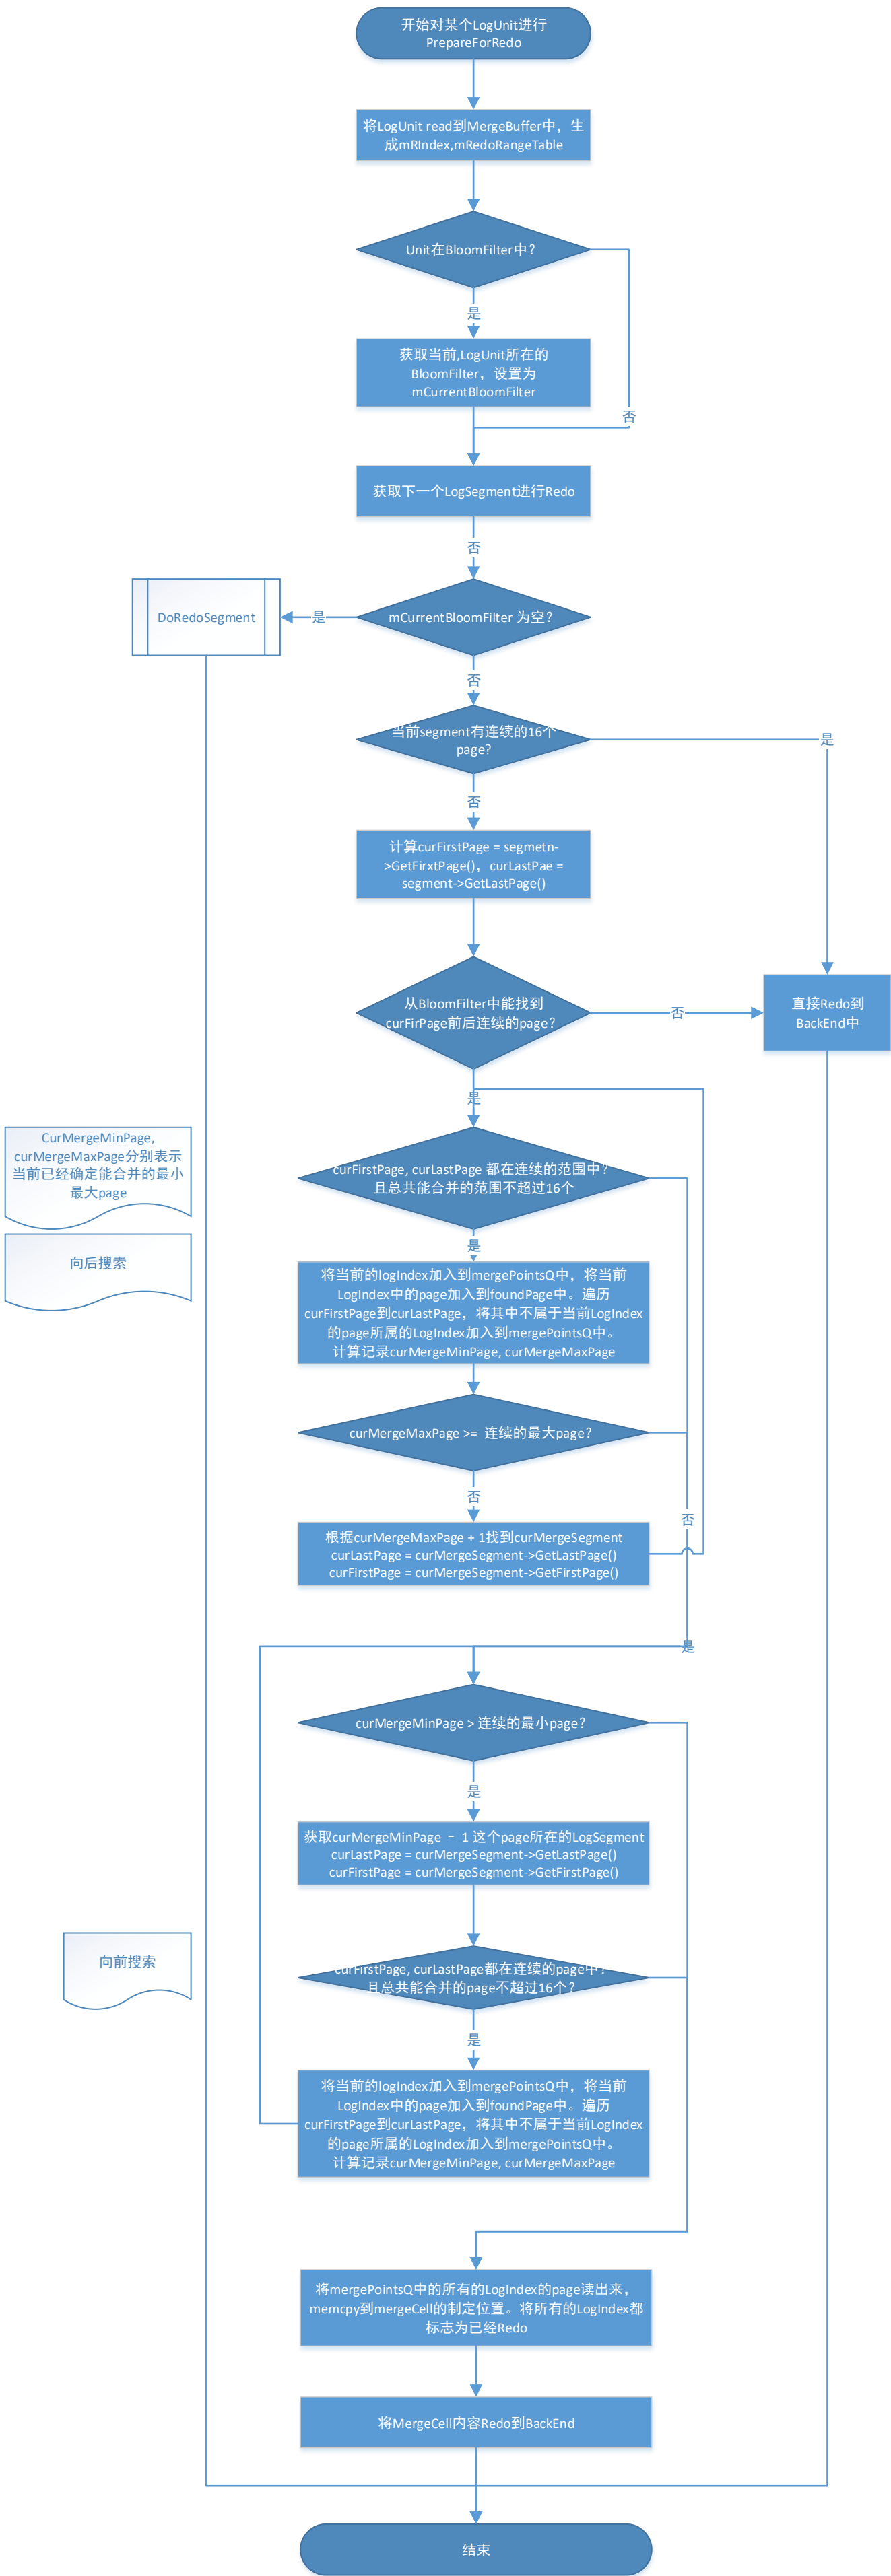 开始对某个LogUnit进行
PrepareForRedo
将LogUnit read到MergeBuffer中，生
成mRIndex,mRedoRangeTable
Unit在BloomFilter中？
是
获取当前,LogUnit所在的
BloomFilter，设置为
mCurrentBloomFilter
否
获取下一个LogSegment进行Redo
否
mCurrentBloomFilter 为空？
是
DoRedoSegment
否
当前segment有连续的16个
page？
是
否
计算curFirstPage = segmetn-
>GetFirxtPage()，curLastPae =
segment->GetLastPage()
从BloomFilter中能找到
curFirPage前后连续的page？
否
直接Redo到
BackEnd中
是
CurMergeMinPage,
curMergeMaxPage分别表示
当前已经确定能合并的最小
最大page
curFirstPage, curLastPage 都在连续的范围中？
且总共能合并的范围不超过16个
是
向后搜索
将当前的logIndex加入到mergePointsQ中，将当前
LogIndex中的page加入到foundPage中。遍历
curFirstPage到curLastPage，将其中不属于当前LogIndex
的page所属的LogIndex加入到mergePointsQ中。
计算记录curMergeMinPage, curMergeMaxPage
curMergeMaxPage >= 连续的最大page？
否
否
根据curMergeMaxPage + 1找到curMergeSegment
curLastPage = curMergeSegment->GetLastPage()
curFirstPage = curMergeSegment->GetFirstPage()
是
curMergeMinPage > 连续的最小page？
是
获取curMergeMinPage – 1 这个page所在的LogSegment
curLastPage = curMergeSegment->GetLastPage()
curFirstPage = curMergeSegment->GetFirstPage()
向前搜索
curFirstPage, curLastPage都在连续的page中？
且总共能合并的page不超过16个？
是
将当前的logIndex加入到mergePointsQ中，将当前
LogIndex中的page加入到foundPage中。遍历
curFirstPage到curLastPage，将其中不属于当前LogIndex
的page所属的LogIndex加入到mergePointsQ中。
计算记录curMergeMinPage, curMergeMaxPage
将mergePointsQ中的所有的LogIndex的page读出来，
memcpy到mergeCell的制定位置。将所有的LogIndex都
标志为已经Redo
将MergeCell内容Redo到BackEnd
结束